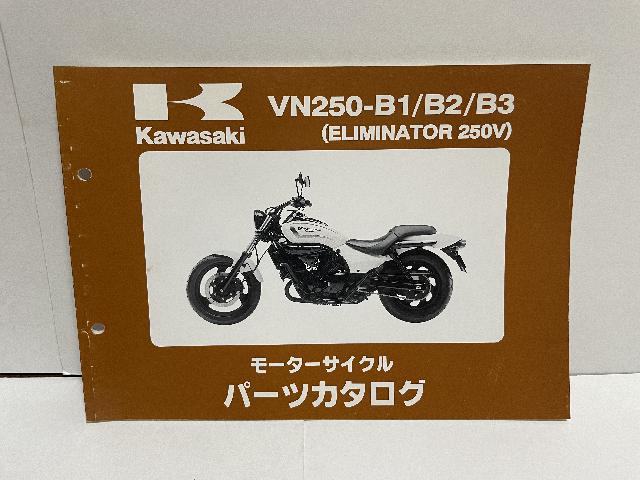 VN250-B1/B2/B3
Kawasaki
(ELIMINATOR 250V)
モーターサイクル
パーツカタログ